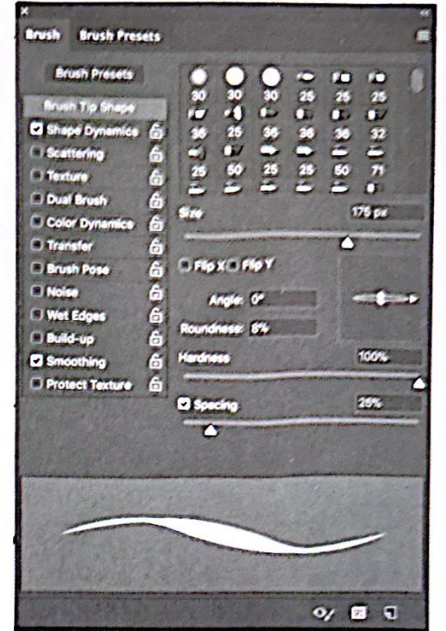 Brush Brush Presets
Brush Presets
Brush Tip Shape
Shape Dynamics
Scattering
Texture
Dual Brush
Color Dynamics
Transfer
Brush Pose
Noise
Wet Edges
Build-up
Smoothing
Protect Texture
30 30 30 25 25 25
36 25 36 36 36 32
25 50 25 25 50 71
Size 175 px
Flip X Flip Y
Angle: 0°
Roundness: 8%
Hardness 100%
Spacing 25%